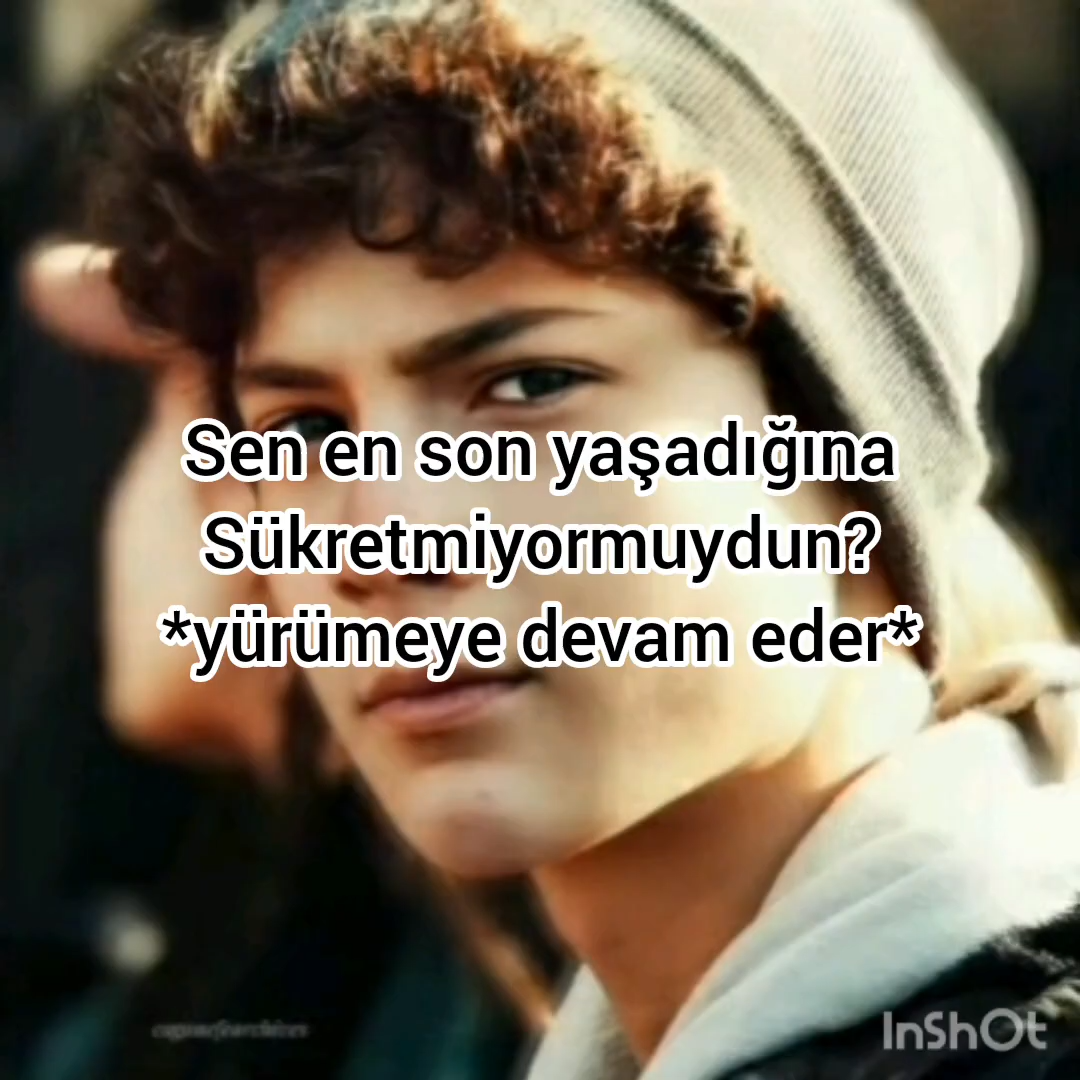 Sen en son yaşadığına
Sükretmiyormuydun?
*yürümeye devam eder*
InShOt